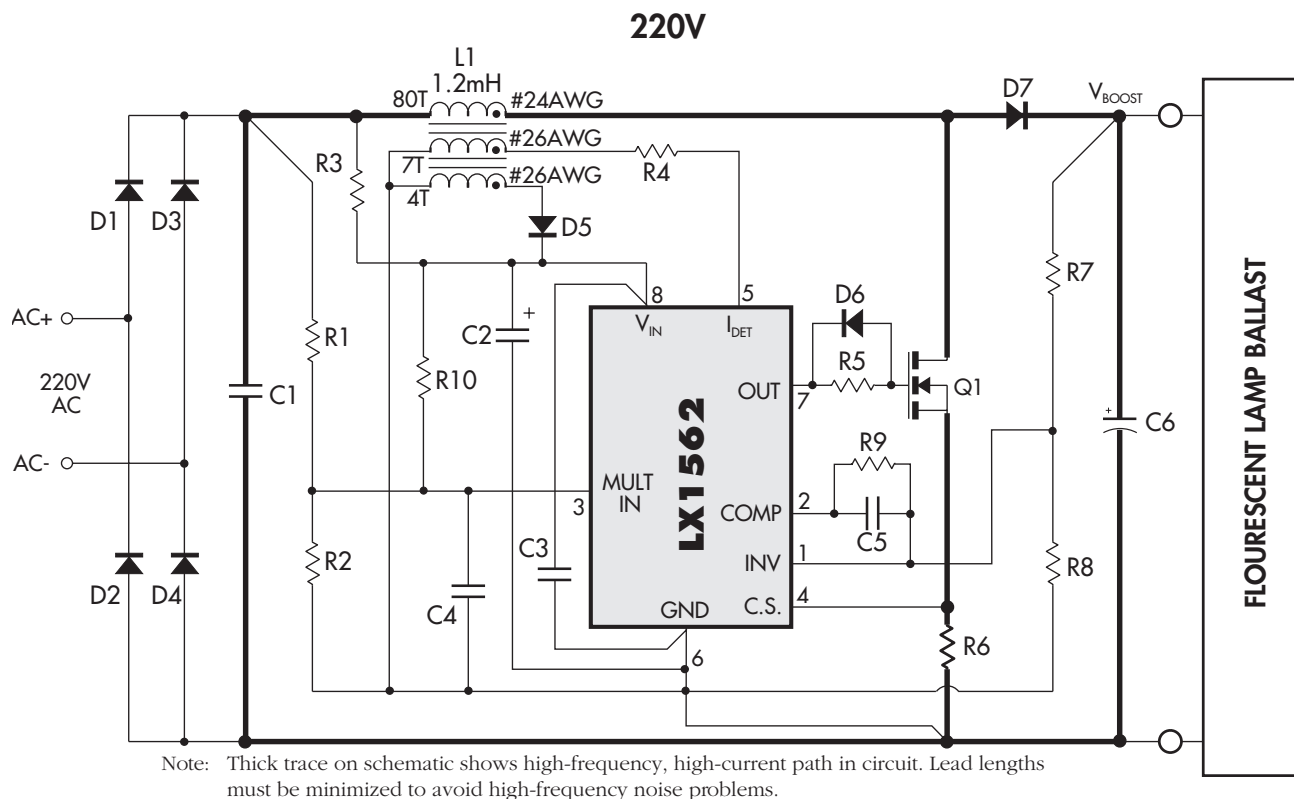 220V
L1
1.2mH
80T
#24AWG
D7
V_BOOST
#26AWG
R3
7T
R4
#26AWG
4T
D1
D3
D5
R7
AC+
8
5
D6
V_IN
I_DET
C2
+
R1
R5
220V
AC
C1
R10
OUT
7
Q1
+
C6
R9
AC-
MULT
IN
3
LX1562
COMP
2
C5
C3
INV
1
R2
R8
D2
D4
C4
GND
C.S.
4
6
R6
FLOURESCENT LAMP BALLAST
Note: Thick trace on schematic shows high-frequency, high-current path in circuit. Lead lengths
must be minimized to avoid high-frequency noise problems.